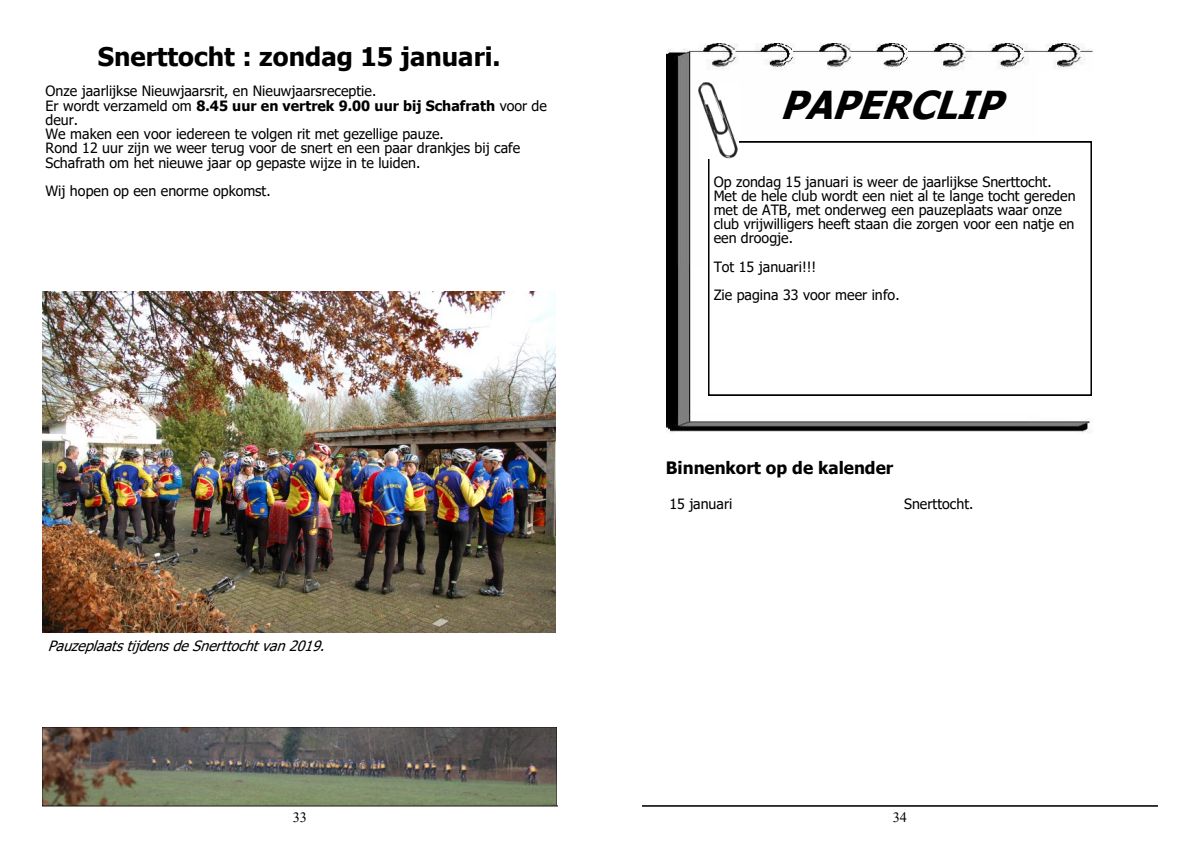 Snerttocht : zondag 15 januari.
Onze jaarlijkse Nieuwjaarsrit, en Nieuwjaarsreceptie.
Er wordt verzameld om 8.45 uur en vertrek 9.00 uur bij Schafrath voor de
deur.
We maken een voor iedereen te volgen rit met gezellige pauze.
Rond 12 uur zijn we weer terug voor de snert en een paar drankjes bij cafe
Schafrath om het nieuwe jaar op gepaste wijze in te luiden.
Wij hopen op een enorme opkomst.
Pauzeplaats tijdens de Snerttocht van 2019.
33
PAPERCLIP
Op zondag 15 januari is weer de jaarlijkse Snerttocht.
Met de hele club wordt een niet al te lange tocht gereden
met de ATB, met onderweg een pauzeplaats waar onze
club vrijwilligers heeft staan die zorgen voor een natje en
een droogje.
Tot 15 januari!!!
Zie pagina 33 voor meer info.
Binnenkort op de kalender
15 januari Snerttocht.
34